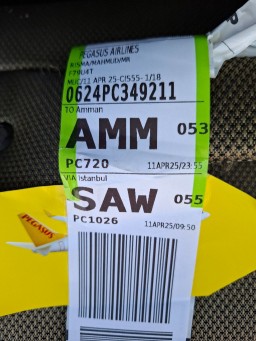 PEGASUS AIRLINES
0624PC349211
TO Amman
AMM 053
PC720 11APR25/23:55
VIA Istanbul
SAW 055
PC1026 11APR25/09:50
PEGASUS